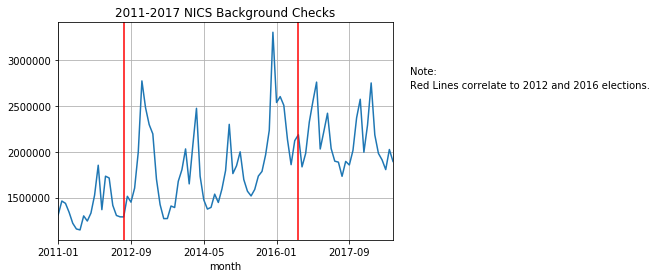 2011-2017 NICS Background Checks
3000000
2500000
2000000
1500000
2011-01
2012-09
2014-05
2016-01
2017-09
month
Note:
Red Lines correlate to 2012 and 2016 elections.